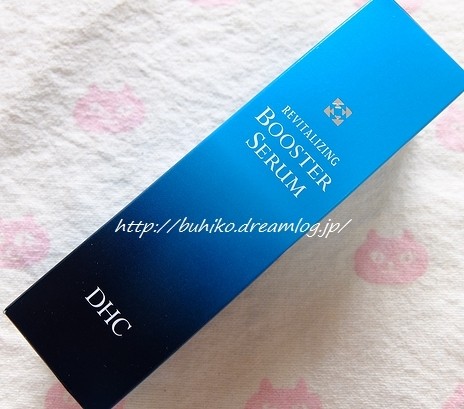 REVITALIZING
BOOSTER
SERUM
http://buhiko.dreamlog.jp/
DHC